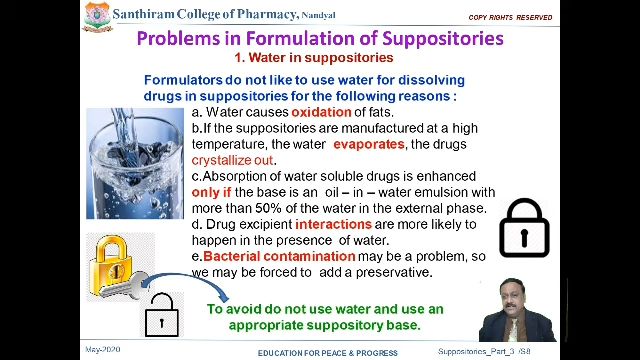 Santhiram College of Pharmacy, Nandyal
COPY RIGHTS RESERVED
Problems in Formulation of Suppositories
1. Water in suppositories
Formulators do not like to use water for dissolving
drugs in suppositories for the following reasons :
a. Water causes oxidation of fats.
b.If the suppositories are manufactured at a high
temperature, the water evaporates, the drugs
crystallize out.
c.Absorption of water soluble drugs is enhanced
only if the base is an oil – in – water emulsion with
more than 50% of the water in the external phase.
d. Drug excipient interactions are more likely to
happen in the presence of water.
e.Bacterial contamination may be a problem, so
we may be forced to add a preservative.
To avoid do not use water and use an
appropriate suppository base.
May-2020
EDUCATION FOR PEACE & PROGRESS
Suppositories_Part_3 /S8